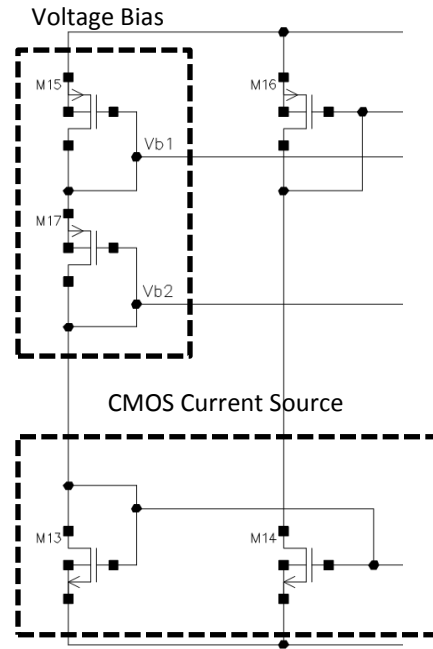 Voltage Bias
M15
M16
Vb1
M17
Vb2
CMOS Current Source
M13
M14